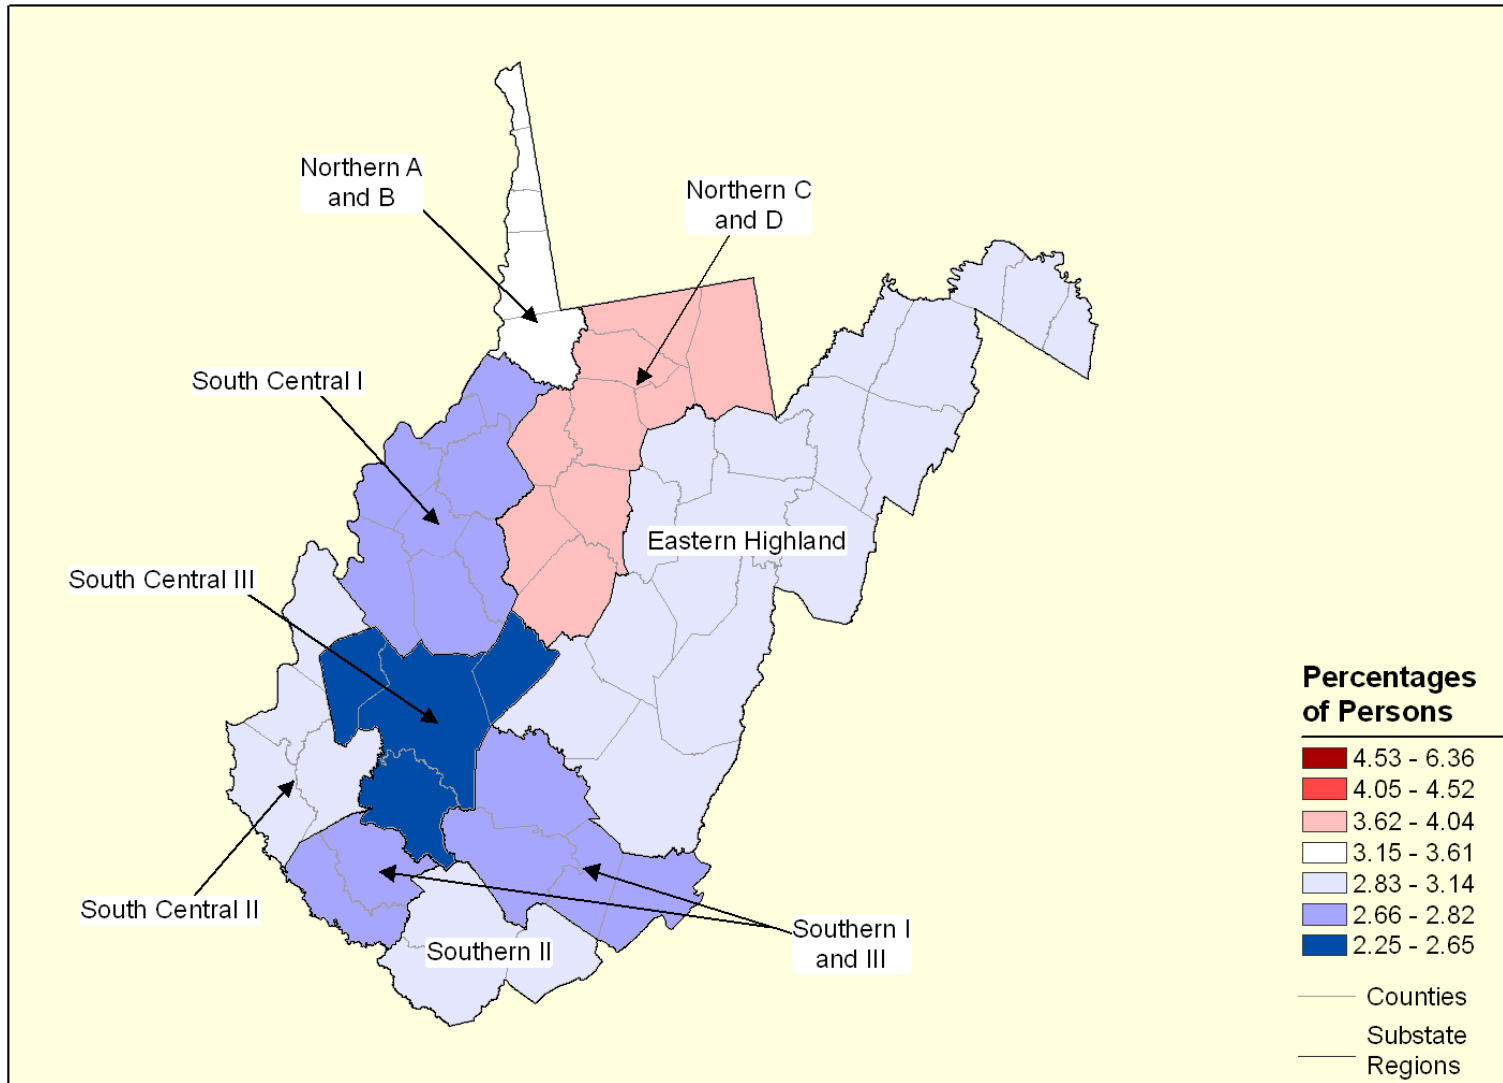 Northern A
and B
Northern C
and D
South Central I
Eastern Highland
South Central III
South Central II
Southern II
Southern I
and III
Percentages
of Persons
4.53 - 6.36
4.05 - 4.52
3.62 - 4.04
3.15 - 3.61
2.83 - 3.14
2.66 - 2.82
2.25 - 2.65
Counties
Substate
Regions